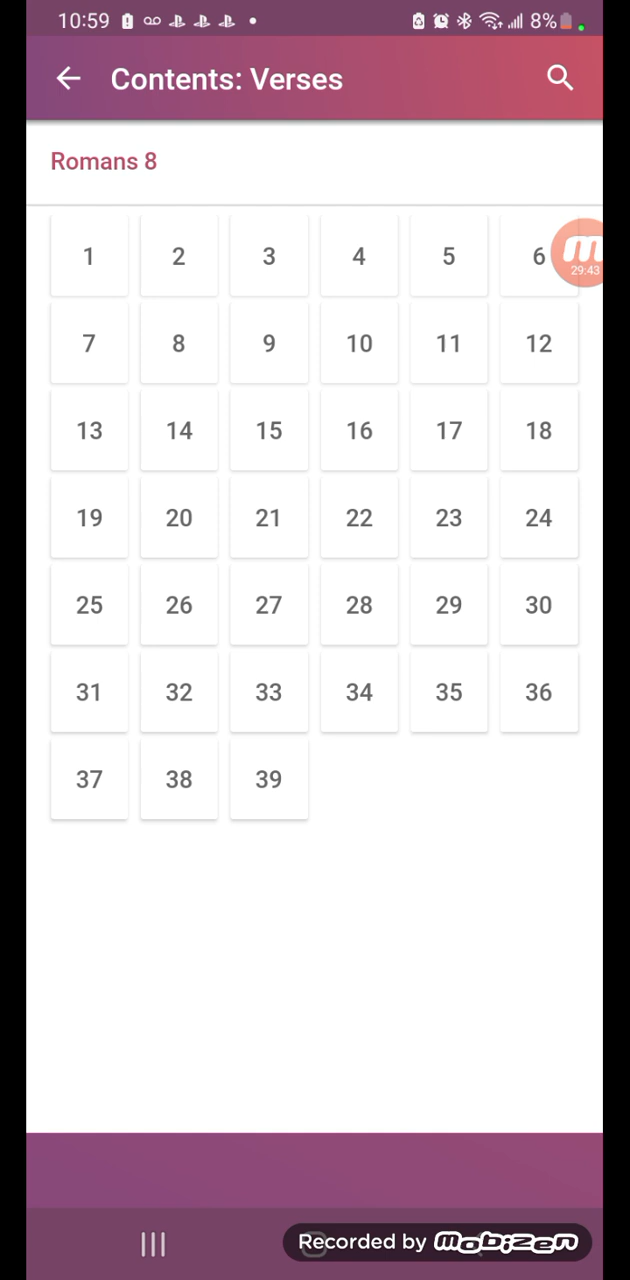 10:59 8%
Contents: Verses
Romans 8
1 2 3 4 5 6
29:43
7 8 9 10 11 12
13 14 15 16 17 18
19 20 21 22 23 24
25 26 27 28 29 30
31 32 33 34 35 36
37 38 39
Recorded by mobizen